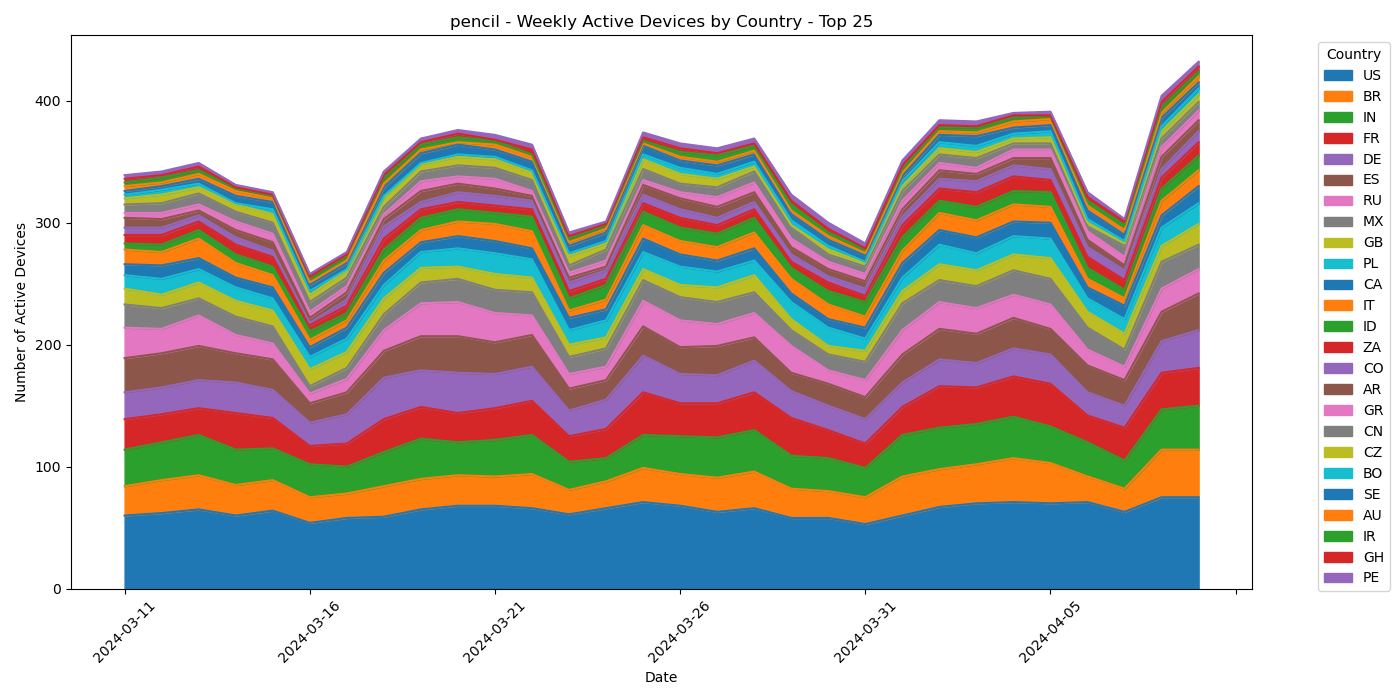 pencil - Weekly Active Devices by Country - Top 25
Number of Active Devices
400
300
200
100
0
2024-03-11
2024-03-16
2024-03-21
2024-03-26
2024-03-31
2024-04-05
Date
Country
US
BR
IN
FR
DE
ES
RU
MX
GB
PL
CA
IT
ID
ZA
CO
AR
GR
CN
CZ
BO
SE
AU
IR
GH
PE